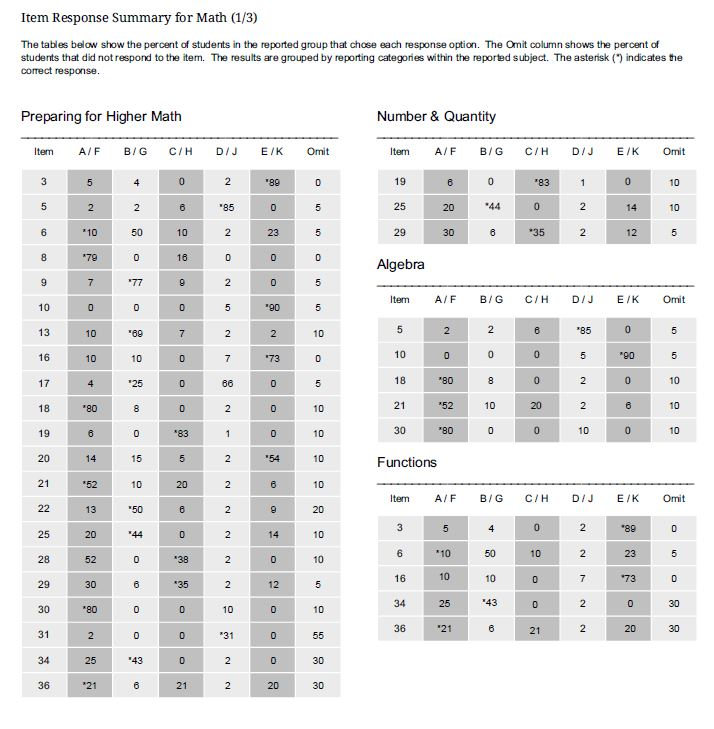 Item Response Summary for Math (1/3)
The tables below show the percent of students in the reported group that chose each response option. The Omit column shows the percent of
students that did not respond to the item. The results are grouped by reporting categories within the reported subject. The asterisk (*) indicates the
correct response.
Preparing for Higher Math
Item A / F B / G C / H D / J E / K Omit
3 5 4 0 2 *89 0
5 2 2 6 *85 0 5
6 *10 50 10 2 23 5
8 *79 0 16 0 0 0
9 7 *77 9 2 0 5
10 0 0 0 5 *90 5
13 10 *69 7 2 2 10
16 10 10 0 7 *73 0
17 4 *25 0 66 0 5
18 *80 8 0 2 0 10
19 6 0 *83 1 0 10
20 14 15 5 2 *54 10
21 *52 10 20 2 6 10
22 13 *50 6 2 9 20
25 20 *44 0 2 14 10
28 52 0 *38 2 0 10
29 30 6 *35 2 12 5
30 *80 0 0 10 0 10
31 2 0 0 *31 0 55
34 25 *43 0 2 0 30
36 *21 6 21 2 20 30
Number & Quantity
Item A / F B / G C / H D / J E / K Omit
19 6 0 *83 1 0 10
25 20 *44 0 2 14 10
29 30 6 *35 2 12 5
Algebra
Item A / F B / G C / H D / J E / K Omit
5 2 2 6 *85 0 5
10 0 0 0 5 *90 5
18 *80 8 0 2 0 10
21 *52 10 20 2 6 10
30 *80 0 0 10 0 10
Functions
Item A / F B / G C / H D / J E / K Omit
3 5 4 0 2 *89 0
6 *10 50 10 2 23 5
16 10 10 0 7 *73 0
34 25 *43 0 2 0 30
36 *21 6 21 2 20 30